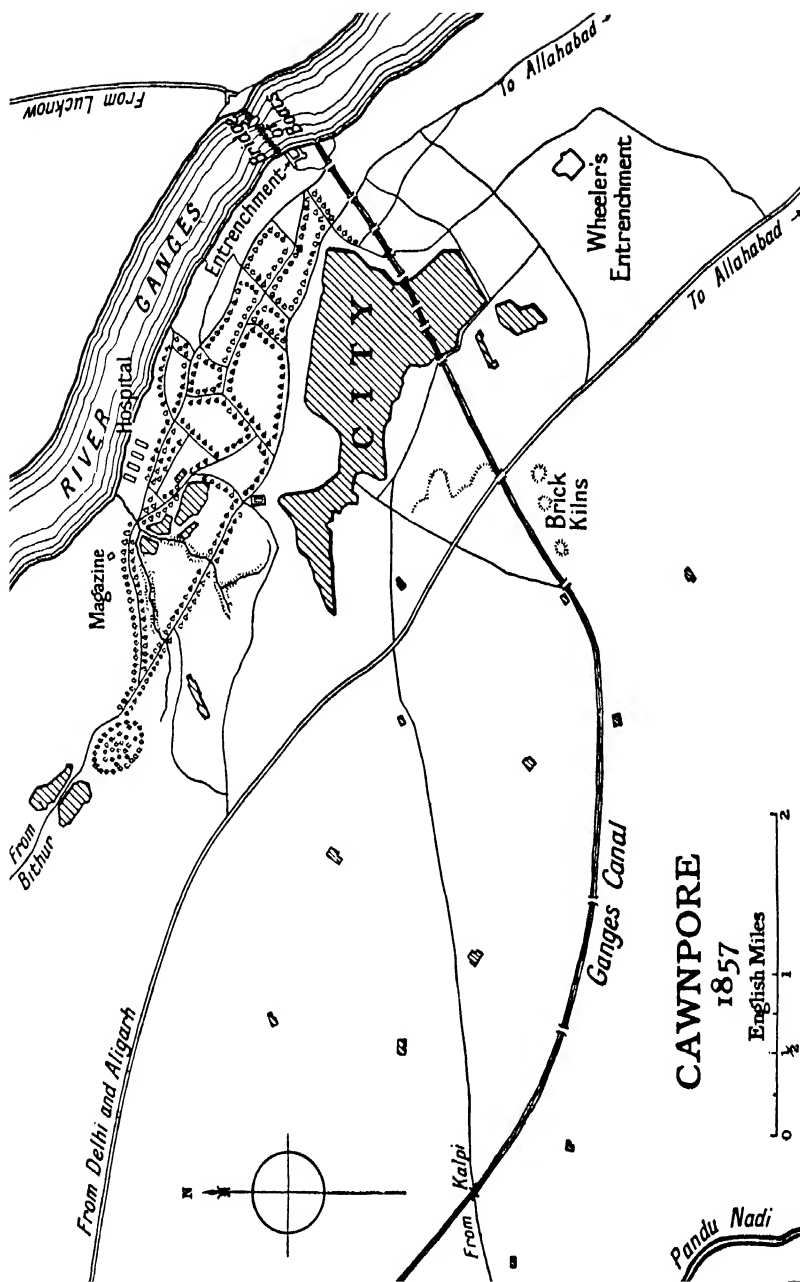 From Lucknow
To Allahabad
Bridge
of
Boats
RIVER GANGES
Entrenchment
Wheeler's
Entrenchment
To Allahabad
Hospital
CITY
Magazine
Brick
Kilns
From
Bithur
Ganges Canal
From Delhi and Aligarh
N
From Kalpi
Pandu Nadi
CAWNPORE
1857
English Miles
0 ½ 1 2